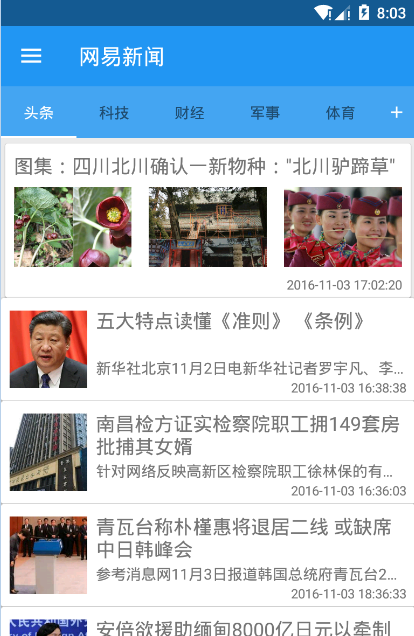 8:03
网易新闻
头条 科技 财经 军事 体育 +
图集：四川北川确认一新物种："北川驴蹄草"
2016-11-03 17:02:20
五大特点读懂《准则》 《条例》
新华社北京11月2日电新华社记者罗宇凡、李...
2016-11-03 16:38:38
南昌检方证实检察院职工拥149套房
批捕其女婿
针对网络反映高新区检察院职工徐林保的有...
2016-11-03 16:36:03
青瓦台称朴槿惠将退居二线 或缺席
中日韩峰会
参考消息网11月3日报道韩国总统府青瓦台2...
2016-11-03 18:36:33
安倍欲援助缅甸8000亿日元以牵制